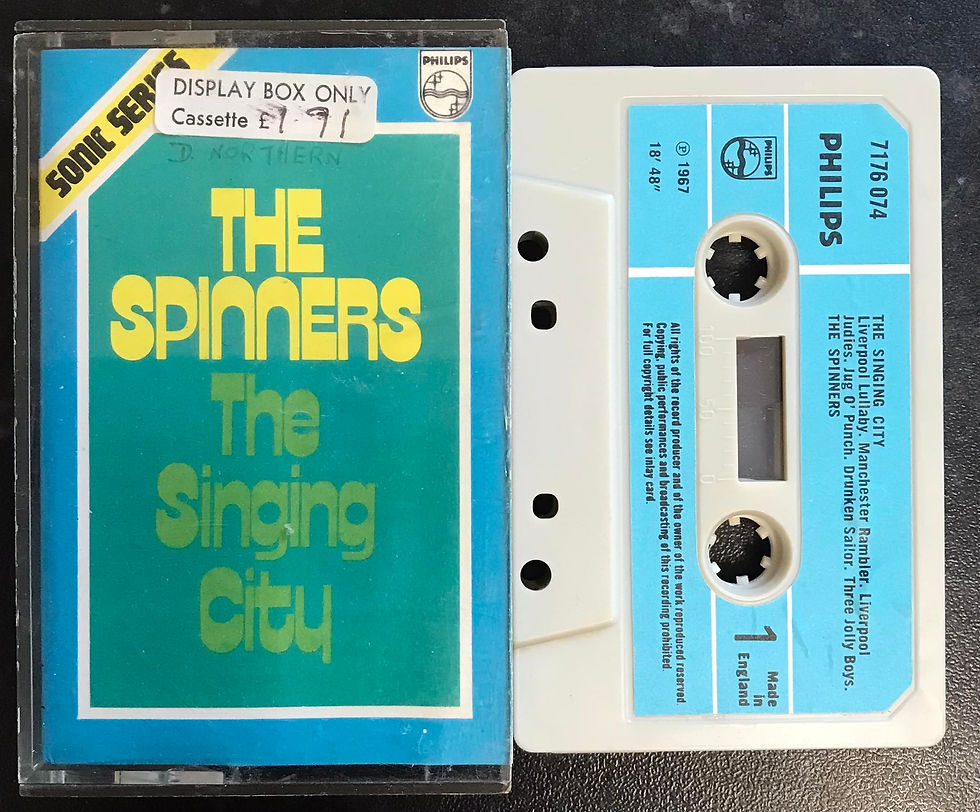 SONIC SERIES
DISPLAY BOX ONLY
Cassette £1.91
D. NORTHERN
PHILIPS
THE
SPINNERS
The
Singing
City
7176 074
PHILIPS
PHILIPS
℗ 1967
18' 48"
THE SINGING CITY
Liverpool Lullaby. Manchester Rambler. Liverpool
Judies. Jug O' Punch. Drunken Sailor. Three Jolly Boys.
THE SPINNERS
100 50 0
All rights of the record producer and of the owner of the work reproduced reserved.
Copying, public performances and broadcasting of this recording prohibited.
For full copyright details see inlay card.
1
Made
in
England